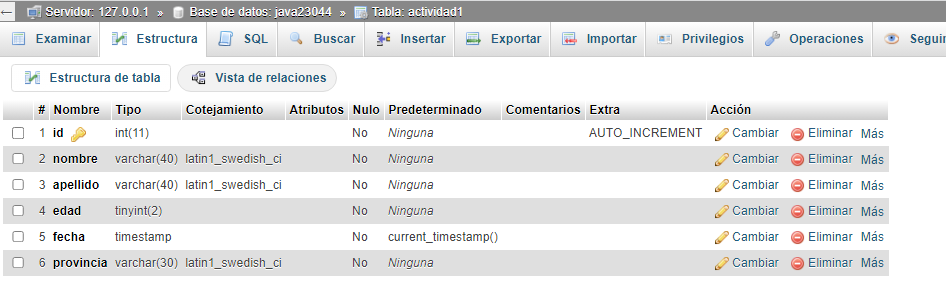 ← Servidor: 127.0.0.1 » Base de datos: java23044 » Tabla: actividad1
Examinar Estructura SQL Buscar Insertar Exportar Importar Privilegios Operaciones Seguin
Estructura de tabla Vista de relaciones
# Nombre Tipo Cotejamiento Atributos Nulo Predeterminado Comentarios Extra Acción
1 id int(11) No Ninguna AUTO_INCREMENT Cambiar Eliminar Más
2 nombre varchar(40) latin1_swedish_ci No Ninguna Cambiar Eliminar Más
3 apellido varchar(40) latin1_swedish_ci No Ninguna Cambiar Eliminar Más
4 edad tinyint(2) No Ninguna Cambiar Eliminar Más
5 fecha timestamp No current_timestamp() Cambiar Eliminar Más
6 provincia varchar(30) latin1_swedish_ci No Ninguna Cambiar Eliminar Más